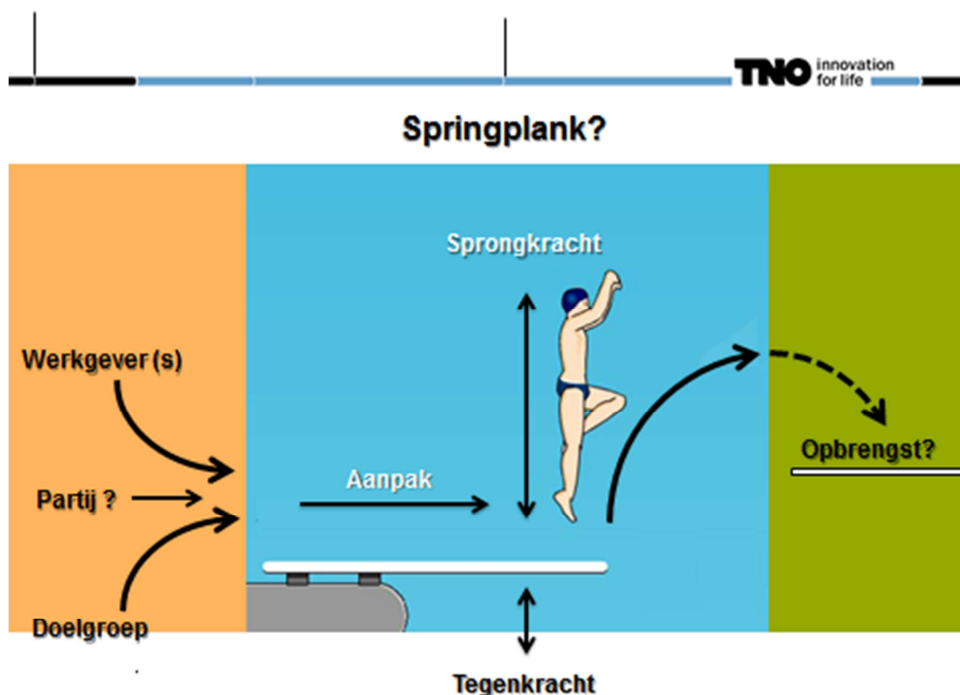 TNO innovation
for life
Springplank?
Sprongkracht
Werkgever (s)
Aanpak
Partij ?
Opbrengst?
Doelgroep
Tegenkracht